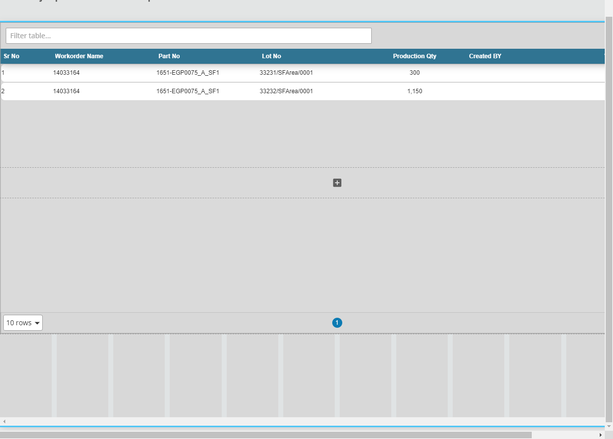 Filter table...
Sr No Workorder Name Part No Lot No Production Qty Created BY
1 14033164 1651-EGP0075_A_SF1 33231/SFArea/0001 300
2 14033164 1651-EGP0075_A_SF1 33232/SFArea/0001 1,150
10 rows 1